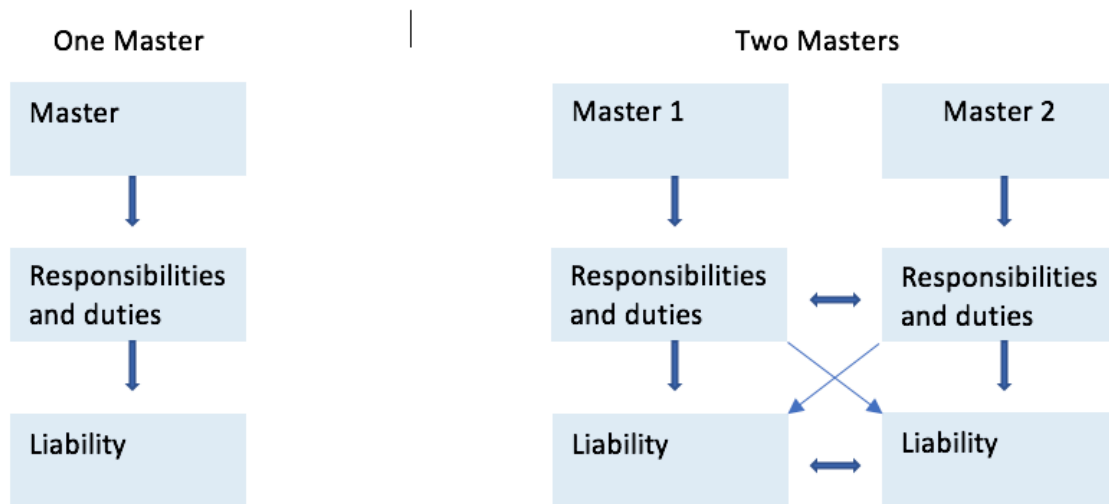 One Master
Two Masters
Master
Master 1
Master 2
Responsibilities
and duties
Responsibilities
and duties
Responsibilities
and duties
Liability
Liability
Liability